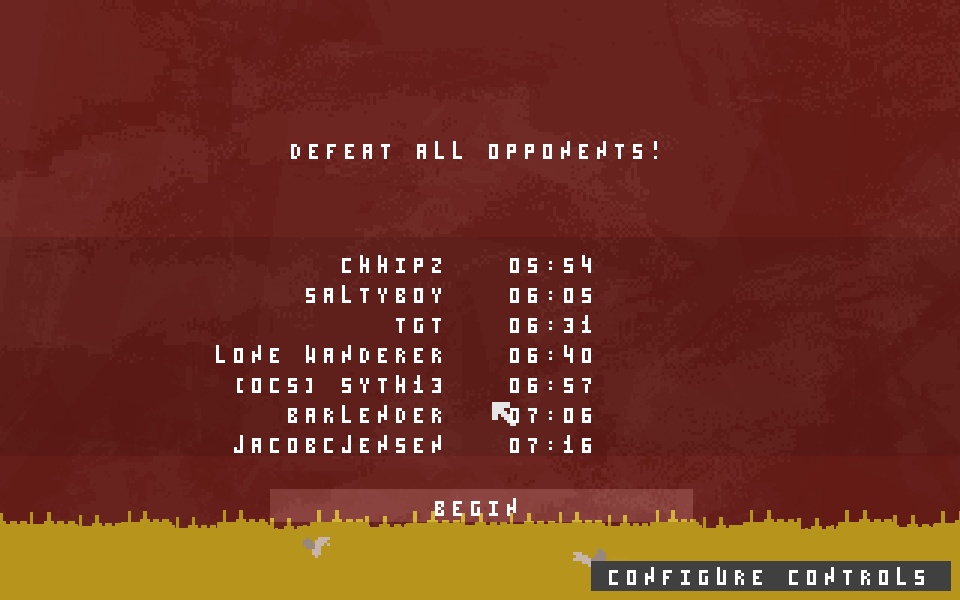 DEFEAT ALL OPPONENTS!
CHHIPZ 05:54
SALTYBOY 06:05
TGT 06:31
LONE WANDERER 06:40
[OCS] SYTH13 06:57
BARLENDER 07:06
JACOBCJENSEN 07:16
BEGIN
CONFIGURE CONTROLS